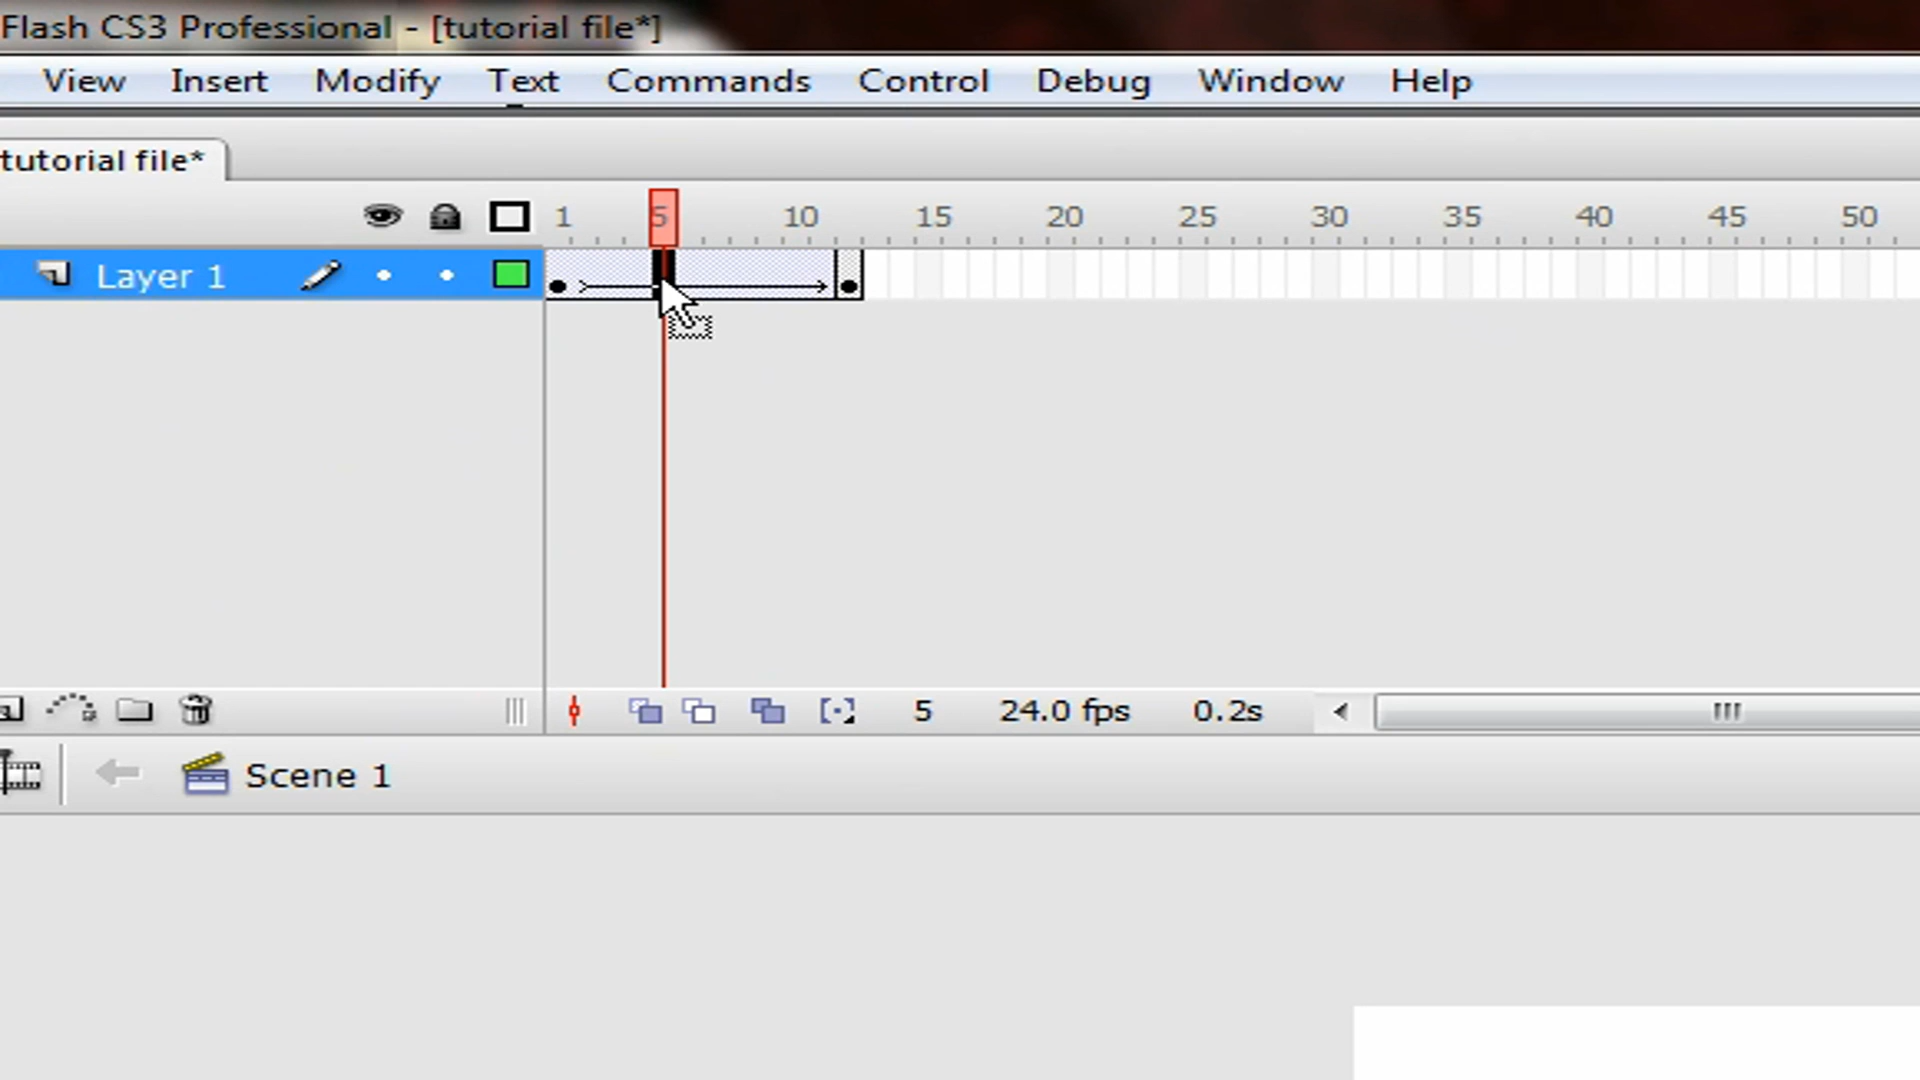 Flash CS3 Professional - [tutorial file*]
View Insert Modify Text Commands Control Debug Window Help
tutorial file*
1 5 10 15 20 25 30 35 40 45 50
Layer 1
5 24.0 fps 0.2s
Scene 1